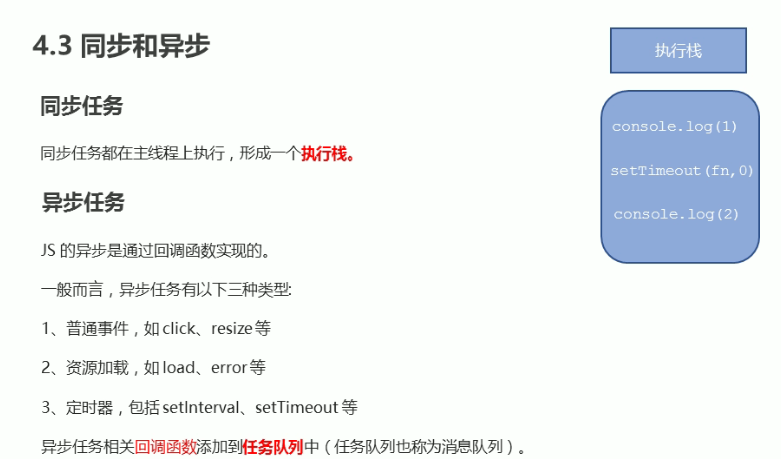 4.3 同步和异步
同步任务
同步任务都在主线程上执行，形成一个执行栈。
异步任务
JS 的异步是通过回调函数实现的。
一般而言，异步任务有以下三种类型:
1、普通事件，如 click、resize 等
2、资源加载，如 load、error 等
3、定时器，包括 setInterval、setTimeout 等
异步任务相关回调函数添加到任务队列中（任务队列也称为消息队列）。
执行栈
console.log(1)
setTimeout(fn,0)
console.log(2)